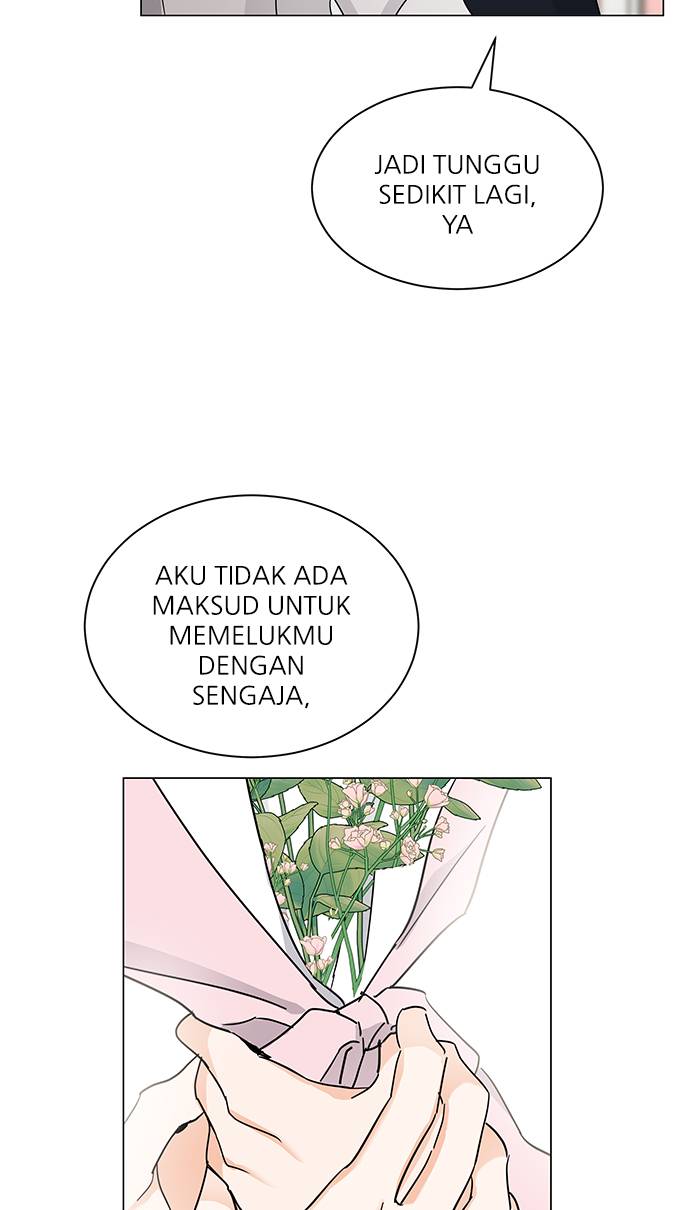 JADI TUNGGU
SEDIKIT LAGI,
YA
AKU TIDAK ADA
MAKSUD UNTUK
MEMELUKMU
DENGAN
SENGAJA,